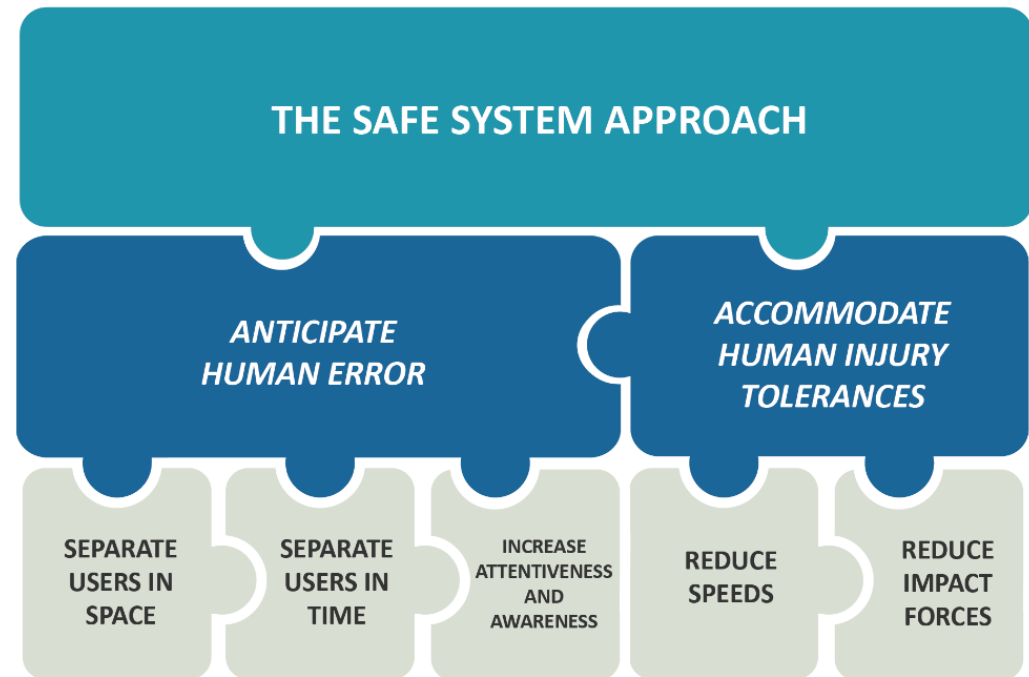 THE SAFE SYSTEM APPROACH
ANTICIPATE
HUMAN ERROR
ACCOMMODATE
HUMAN INJURY
TOLERANCES
SEPARATE
USERS IN
SPACE
SEPARATE
USERS IN
TIME
INCREASE
ATTENTIVENESS
AND
AWARENESS
REDUCE
SPEEDS
REDUCE
IMPACT
FORCES